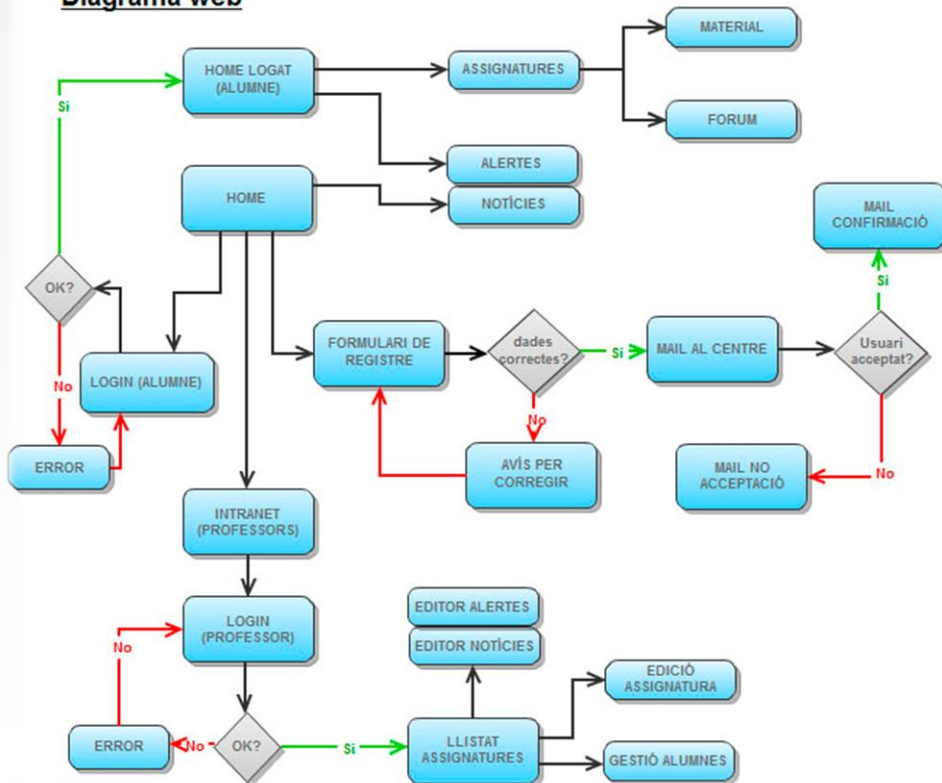 Diagrama web
MATERIAL
HOME LOGAT
(ALUMNE)
ASSIGNATURES
Si
FORUM
ALERTES
HOME
NOTÍCIES
MAIL
CONFIRMACIÓ
OK?
Si
FORMULARI DE
REGISTRE
dades
correctes?
Si
MAIL AL CENTRE
Usuari
acceptat?
No
LOGIN (ALUMNE)
No
ERROR
AVÍS PER
CORREGIR
MAIL NO
ACCEPTACIÓ
No
INTRANET
(PROFESSORS)
LOGIN
(PROFESSOR)
EDITOR ALERTES
EDITOR NOTÍCIES
No
EDICIÓ
ASSIGNATURA
ERROR
No
OK?
Si
LLISTAT
ASSIGNATURES
GESTIÓ ALUMNES